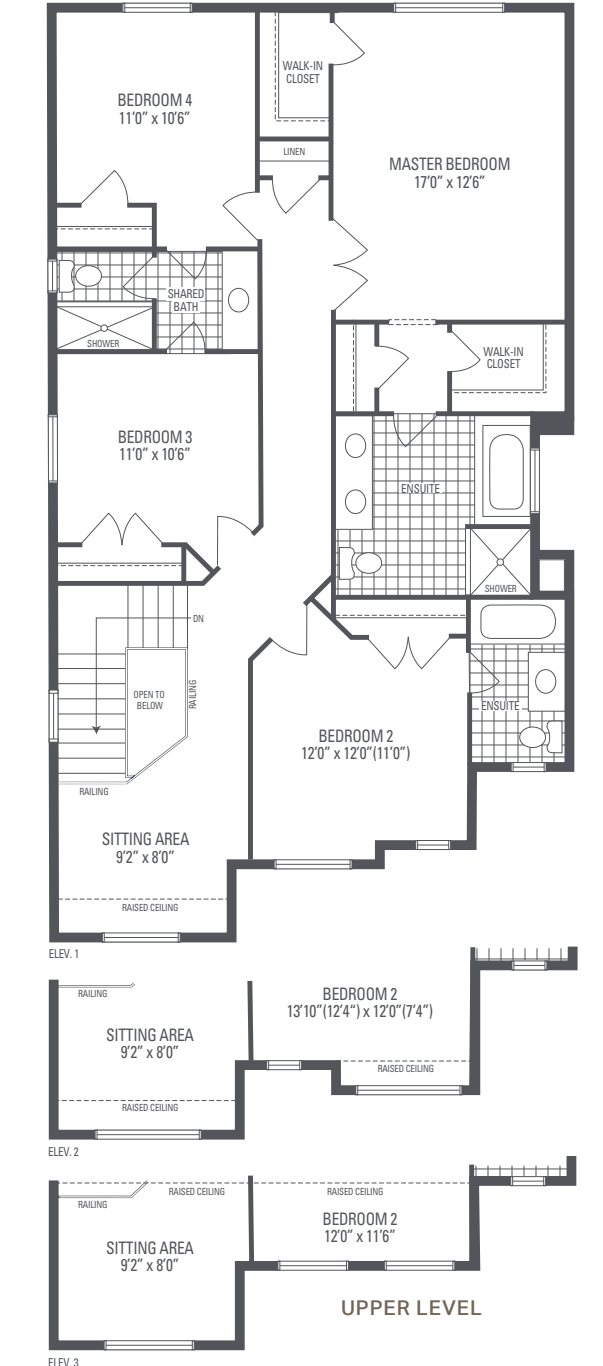 WALK-IN
CLOSET
BEDROOM 4
11'0" x 10'6"
LINEN
MASTER BEDROOM
17'0" x 12'6"
SHARED
BATH
SHOWER
WALK-IN
CLOSET
BEDROOM 3
11'0" x 10'6"
ENSUITE
SHOWER
DN
OPEN TO
BELOW
RAILING
ENSUITE
BEDROOM 2
12'0" x 12'0"(11'0")
RAILING
SITTING AREA
9'2" x 8'0"
RAISED CEILING
ELEV. 1
RAILING
BEDROOM 2
13'10"(12'4") x 12'0"(7'4")
SITTING AREA
9'2" x 8'0"
RAISED CEILING
RAISED CEILING
ELEV. 2
RAISED CEILING
RAISED CEILING
RAILING
BEDROOM 2
12'0" x 11'6"
SITTING AREA
9'2" x 8'0"
UPPER LEVEL
ELEV. 3